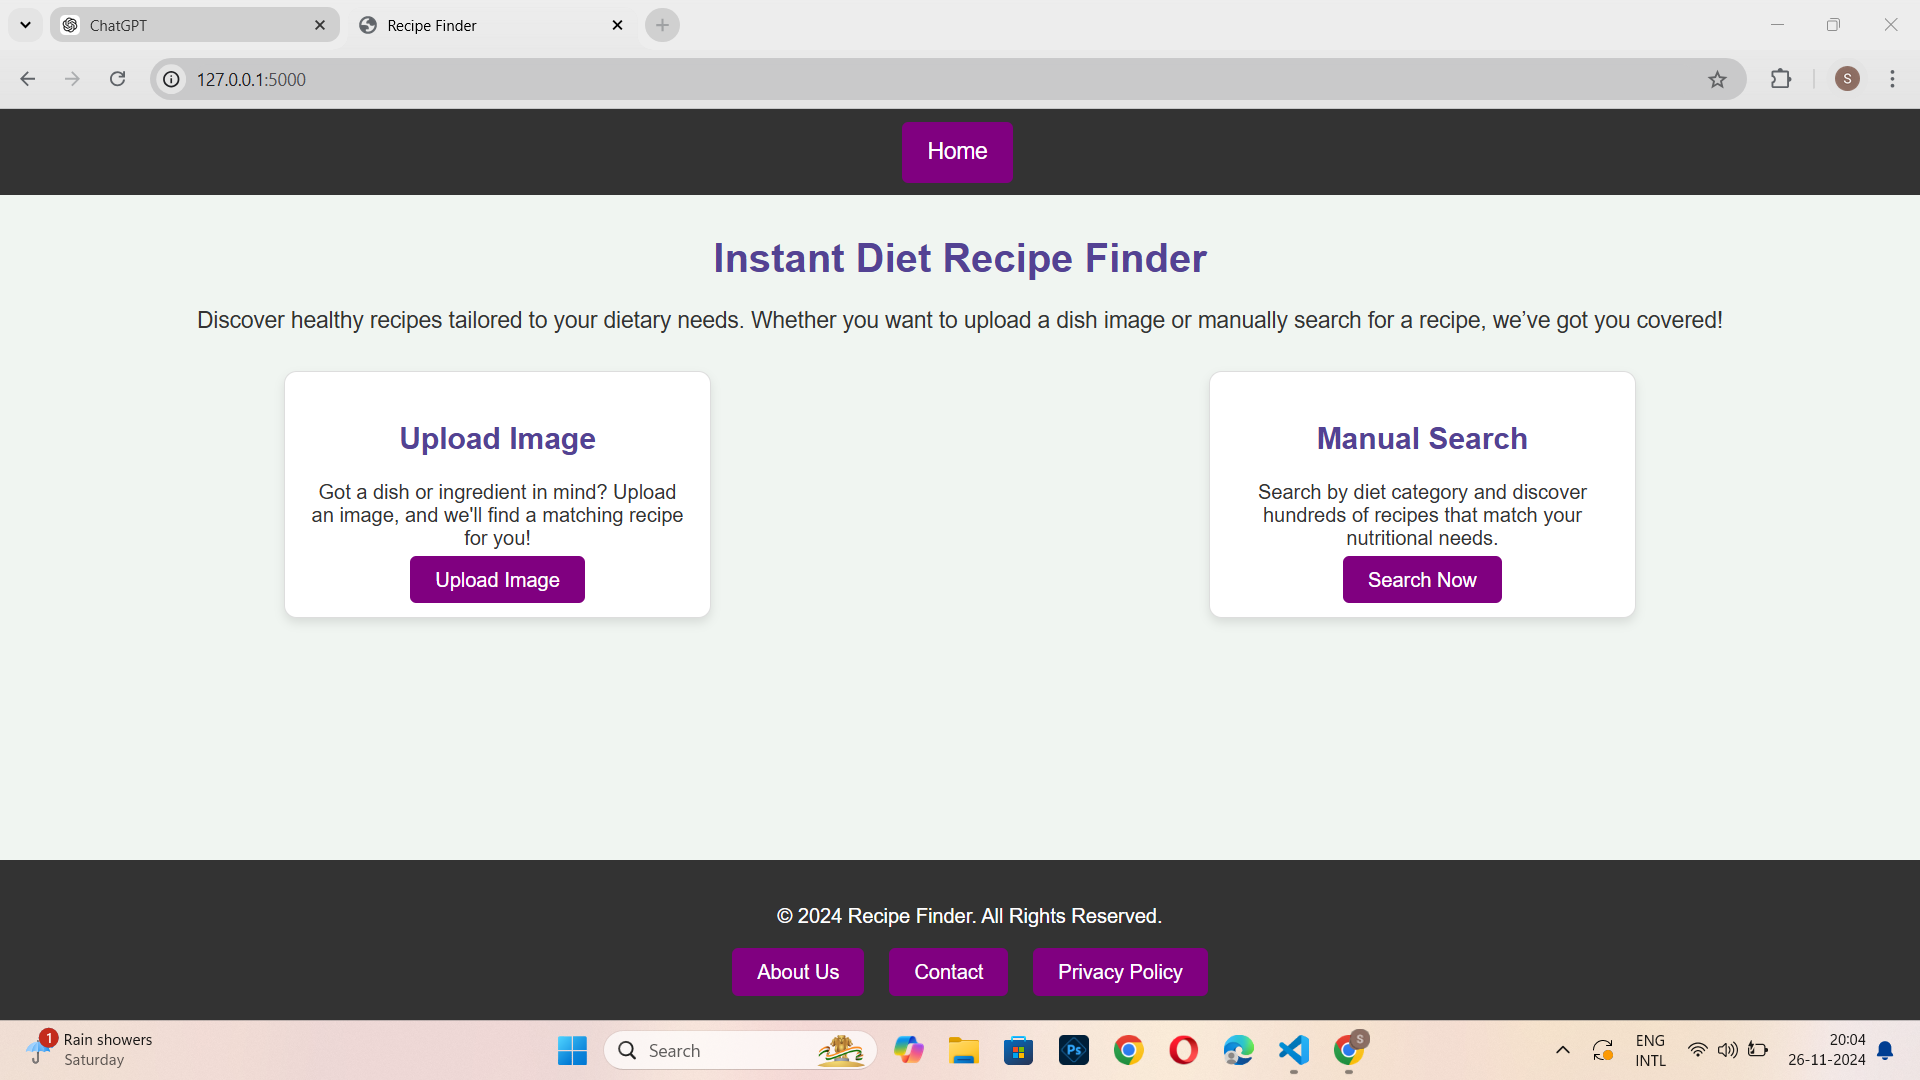 ChatGPT
Recipe Finder
127.0.0.1:5000
S
Home
Instant Diet Recipe Finder
Discover healthy recipes tailored to your dietary needs. Whether you want to upload a dish image or manually search for a recipe, we’ve got you covered!
Upload Image
Got a dish or ingredient in mind? Upload
an image, and we'll find a matching recipe
for you!
Upload Image
Manual Search
Search by diet category and discover
hundreds of recipes that match your
nutritional needs.
Search Now
© 2024 Recipe Finder. All Rights Reserved.
About Us
Contact
Privacy Policy
1
Rain showers
Saturday
Search
Ps
S
ENG
INTL
20:04
26-11-2024